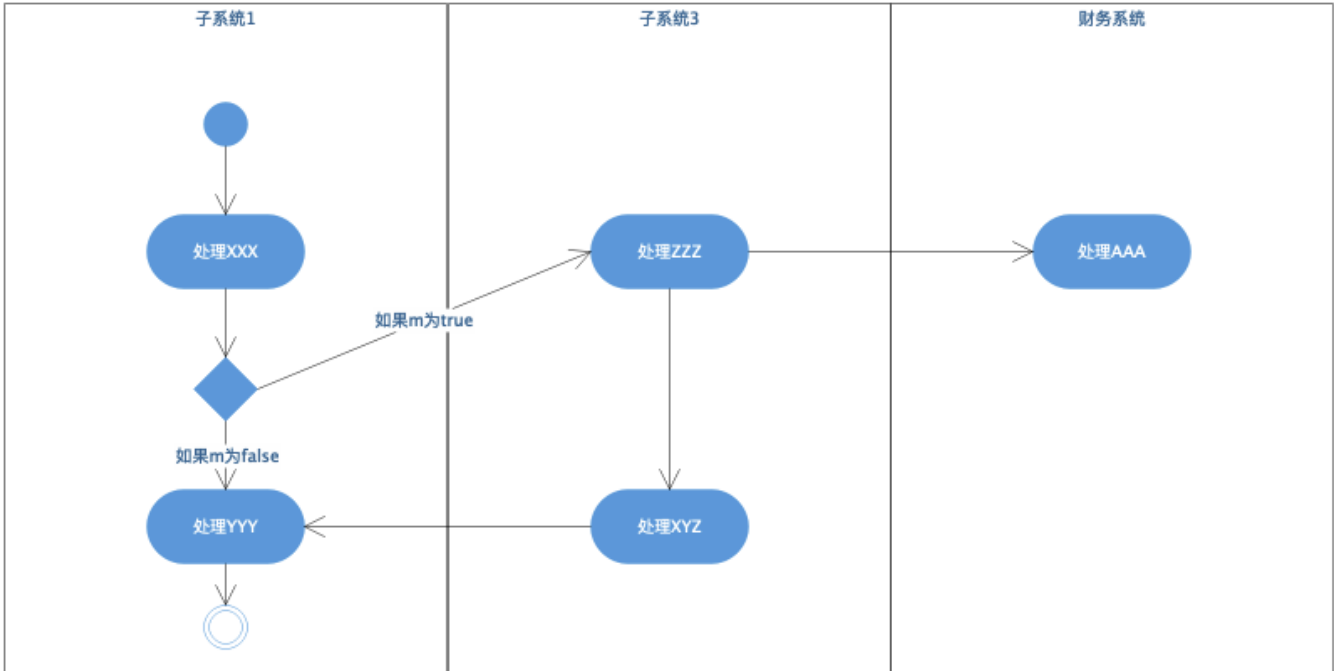 子系统1
子系统3
财务系统
处理XXX
处理ZZZ
处理AAA
如果m为true
如果m为false
处理YYY
处理XYZ